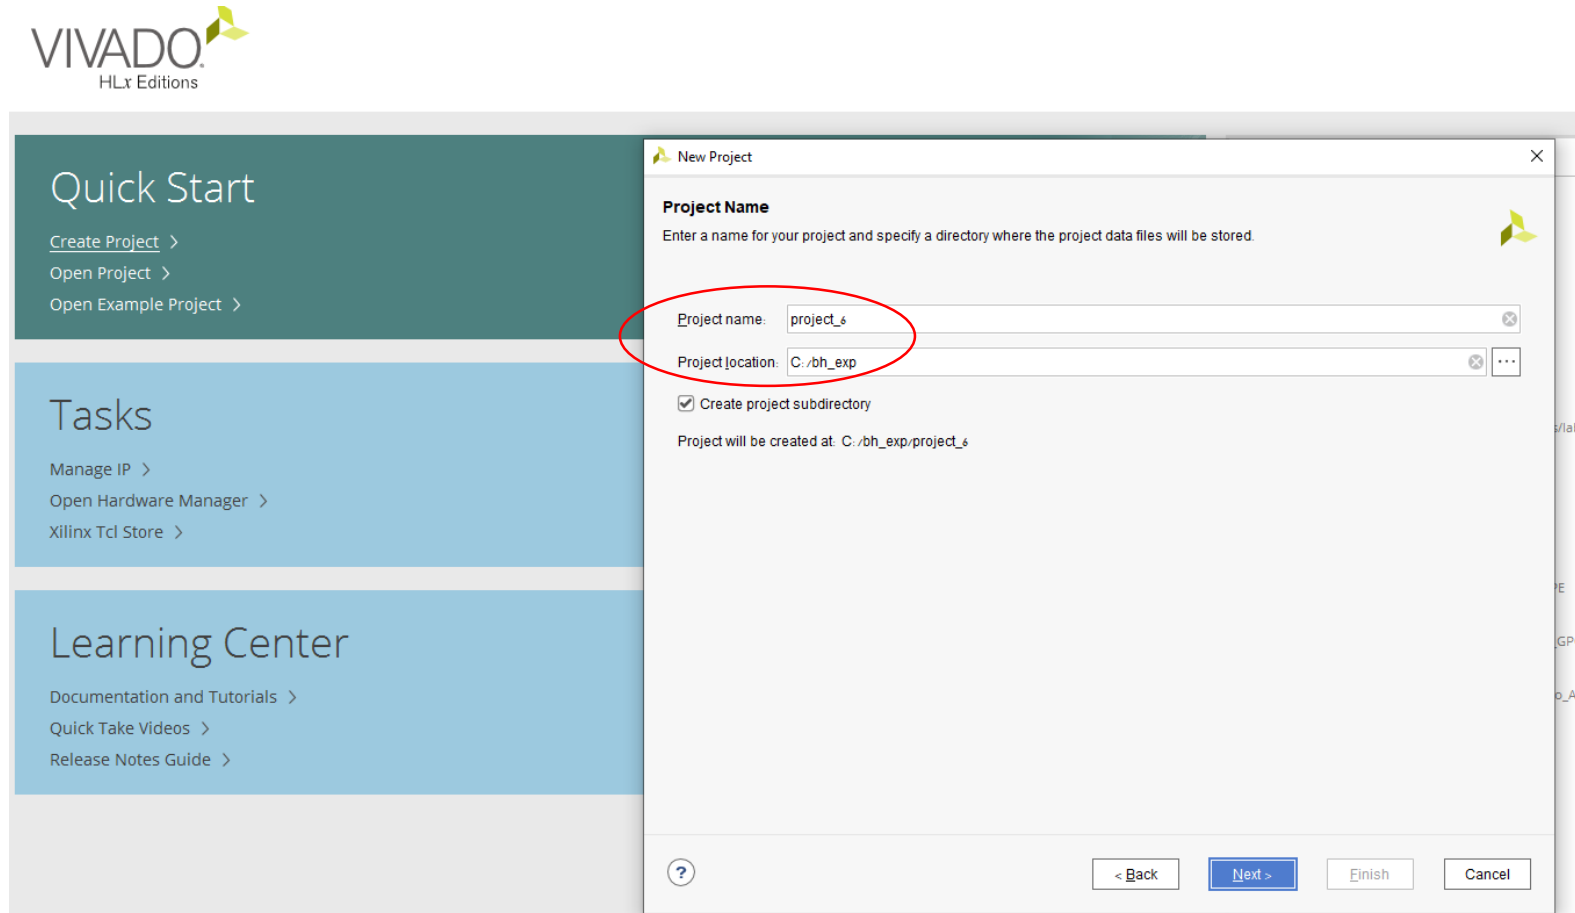 VIVADO.
HLx Editions
Quick Start
Create Project >
Open Project >
Open Example Project >
Tasks
Manage IP >
Open Hardware Manager >
Xilinx Tcl Store >
Learning Center
Documentation and Tutorials >
Quick Take Videos >
Release Notes Guide >
New Project
Project Name
Enter a name for your project and specify a directory where the project data files will be stored.
Project name: project_6
Project location: C:/bh_exp
...
Create project subdirectory
Project will be created at: C:/bh_exp/project_6
?
< Back
Next >
Finish
Cancel